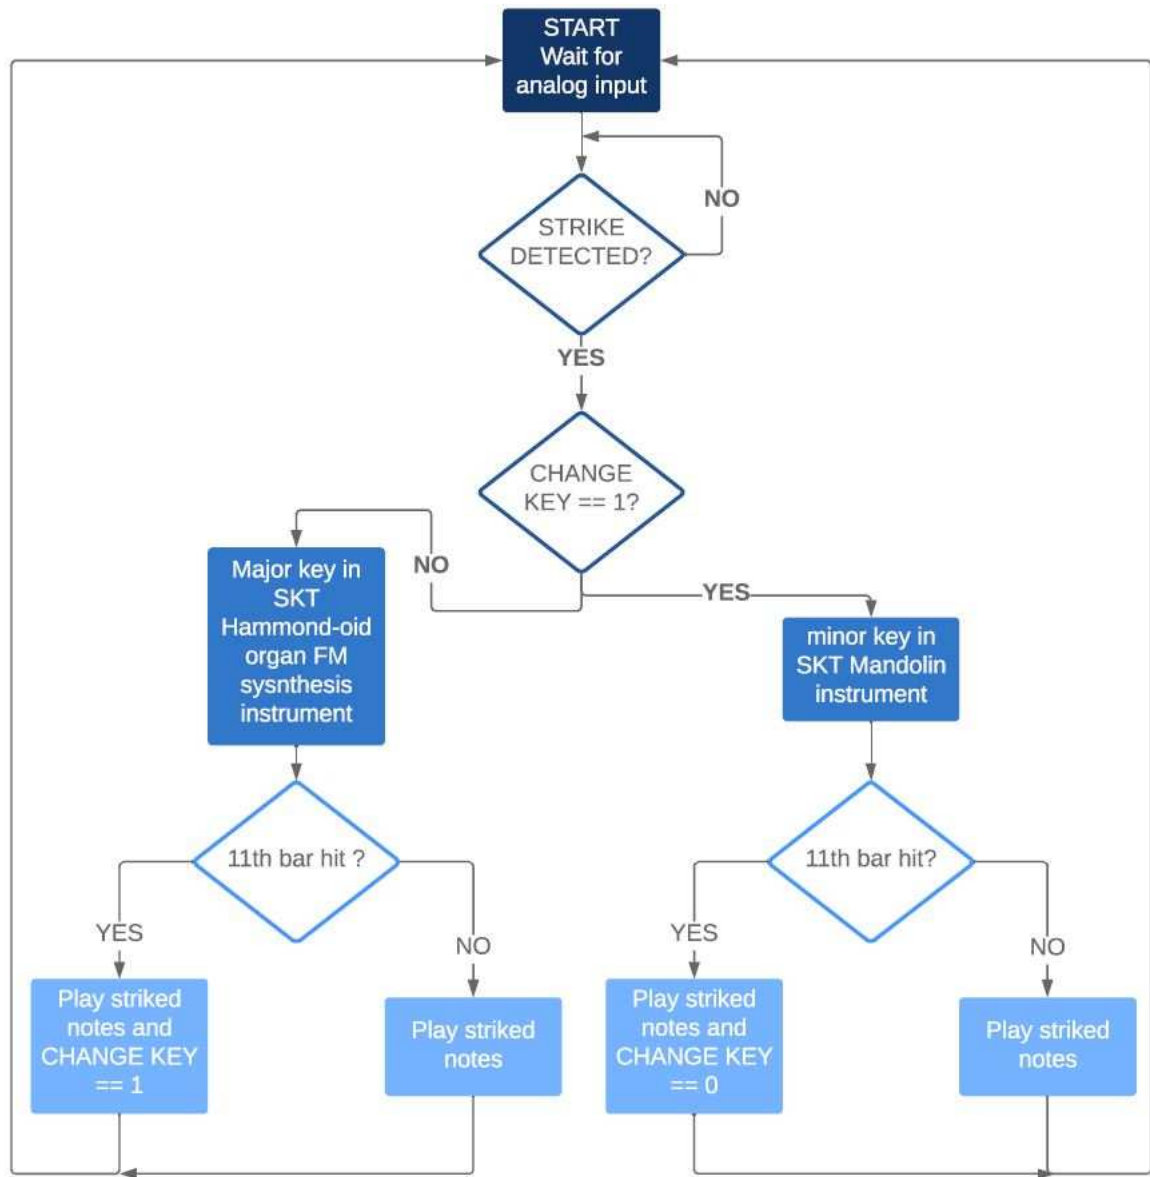 START
Wait for
analog input
NO
STRIKE
DETECTED?
YES
CHANGE
KEY == 1?
NO
YES
Major key in
SKT
Hammond-oid
organ FM
sysnthesis
instrument
minor key in
SKT Mandolin
instrument
11th bar hit ?
11th bar hit?
YES
NO
YES
NO
Play striked
notes and
CHANGE KEY
== 1
Play striked
notes
Play striked
notes and
CHANGE KEY
== 0
Play striked
notes